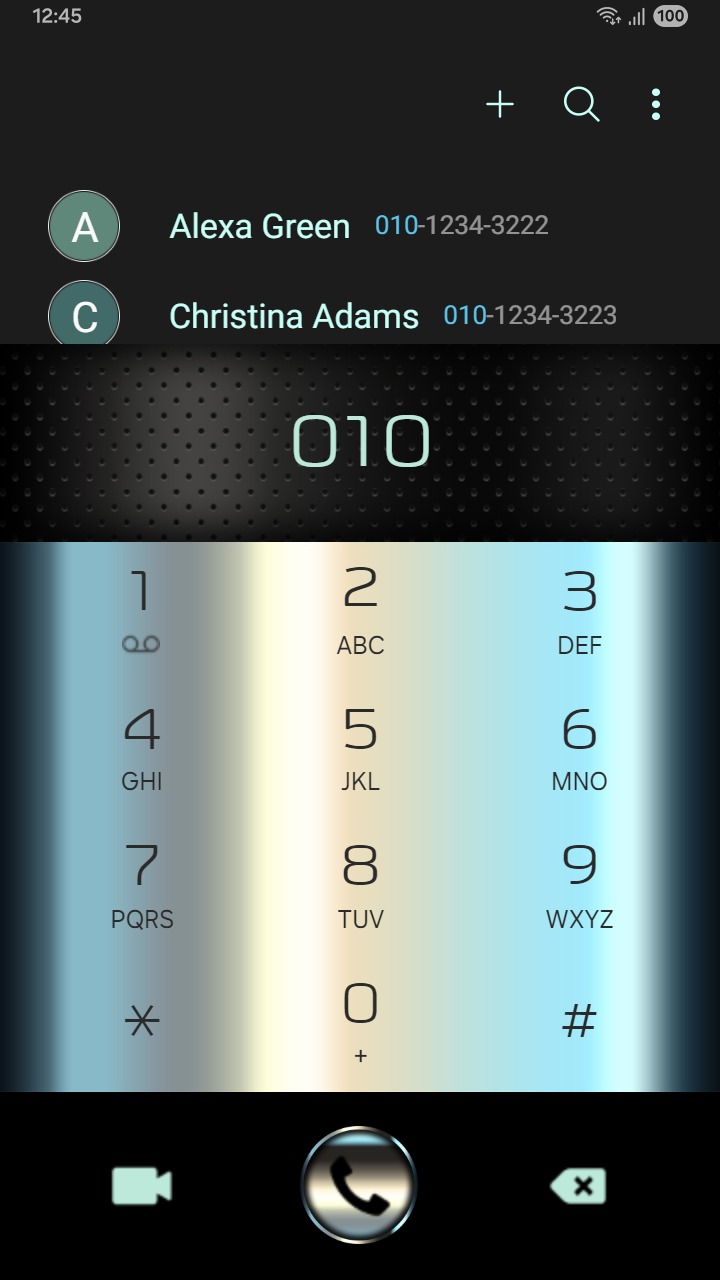 12:45 100
A Alexa Green 010-1234-3222
C Christina Adams 010-1234-3223
010
1 2 3
ABC DEF
4 5 6
GHI JKL MNO
7 8 9
PQRS TUV WXYZ
* 0 #
+